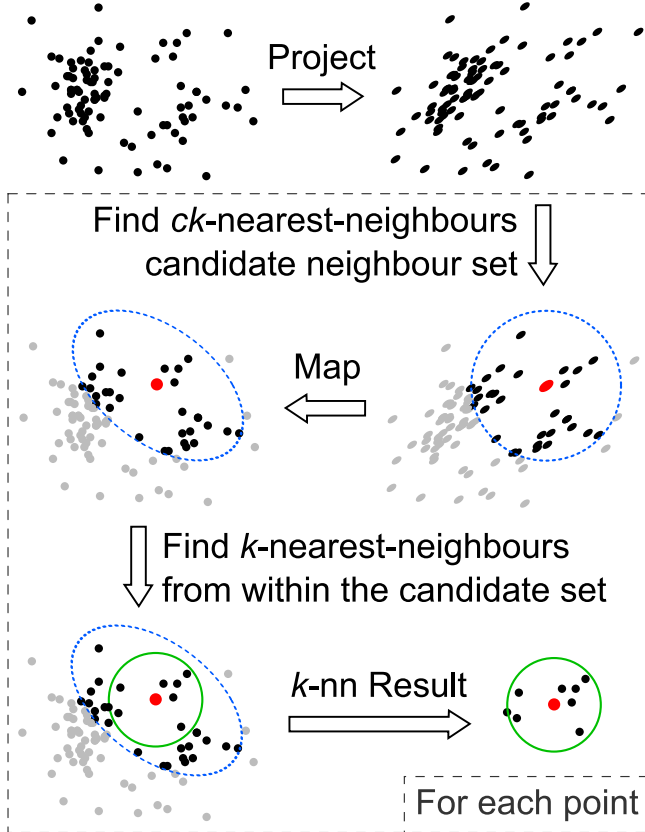 Project
Find ck-nearest-neighbours
candidate neighbour set
Map
Find k-nearest-neighbours
from within the candidate set
k-nn Result
For each point